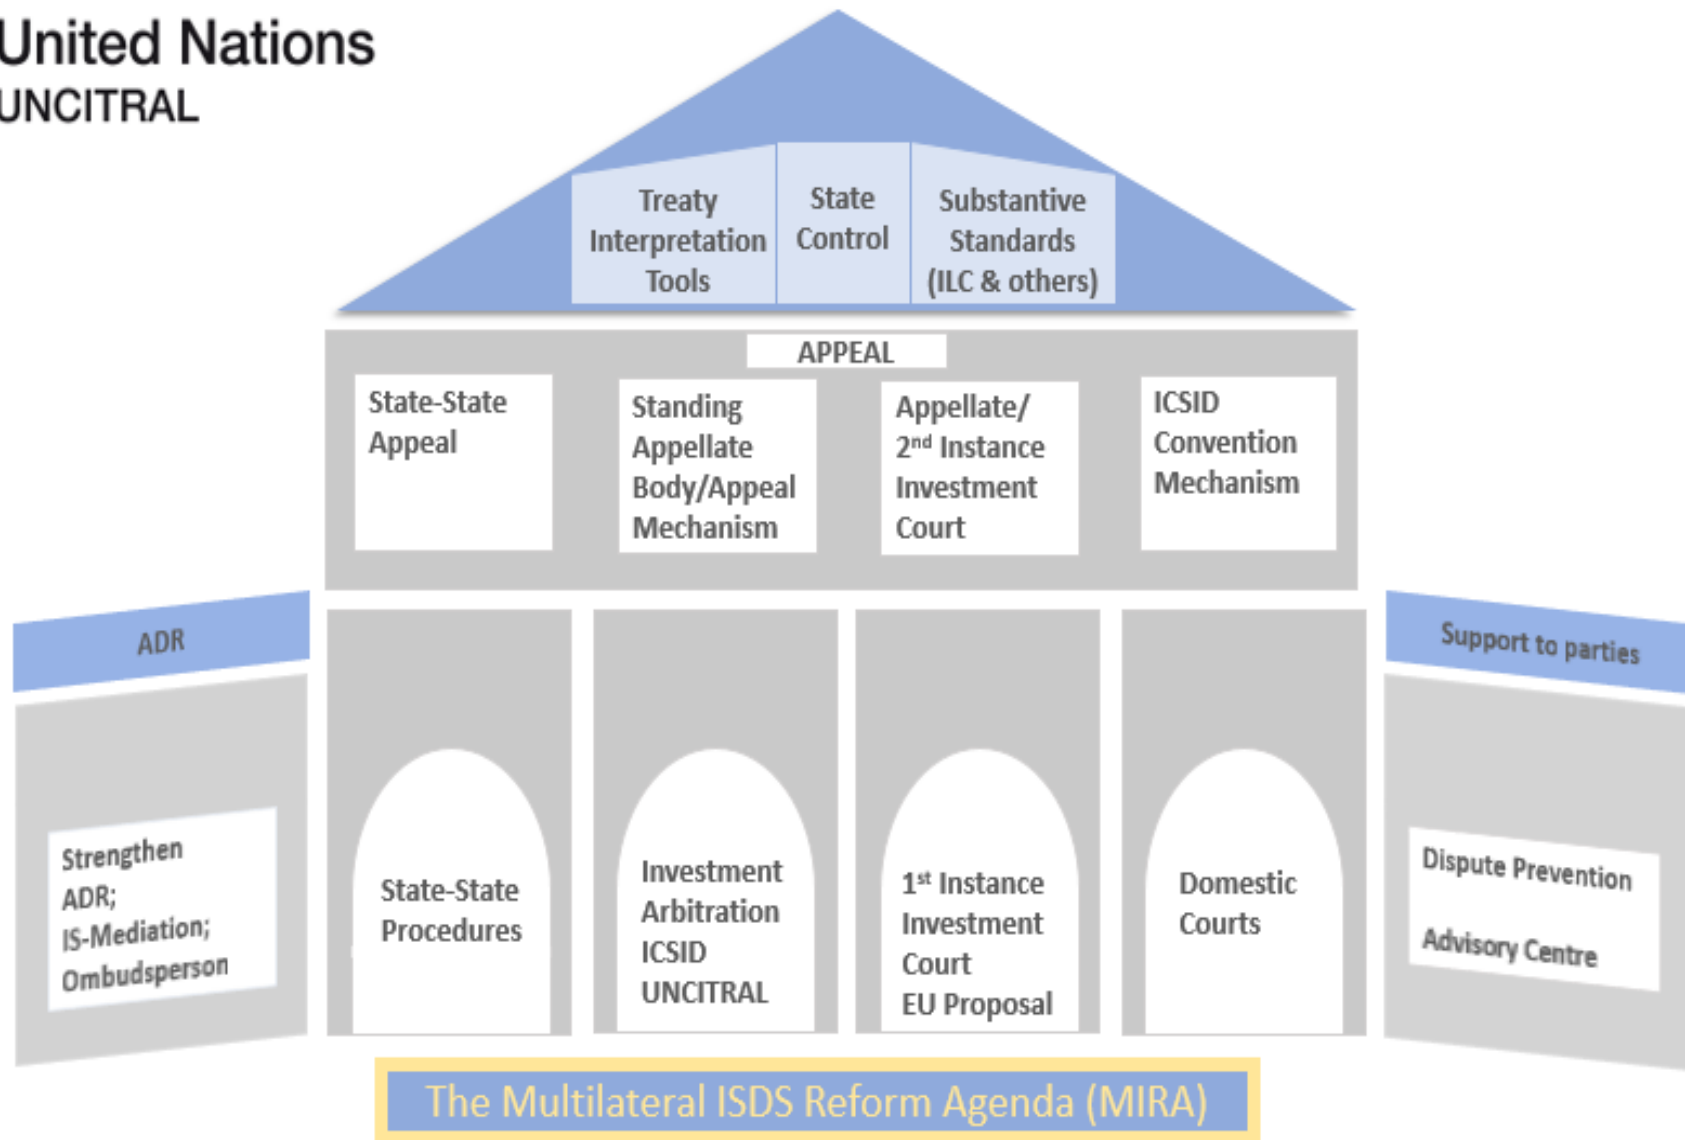 United Nations
UNCITRAL
Treaty
Interpretation
Tools
State
Control
Substantive
Standards
(ILC & others)
APPEAL
State-State
Appeal
Standing
Appellate
Body/Appeal
Mechanism
Appellate/
2nd Instance
Investment
Court
ICSID
Convention
Mechanism
ADR
Support to parties
Strengthen
ADR;
IS-Mediation;
Ombudsperson
State-State
Procedures
Investment
Arbitration
ICSID
UNCITRAL
1st Instance
Investment
Court
EU Proposal
Domestic
Courts
Dispute Prevention
Advisory Centre
The Multilateral ISDS Reform Agenda (MIRA)